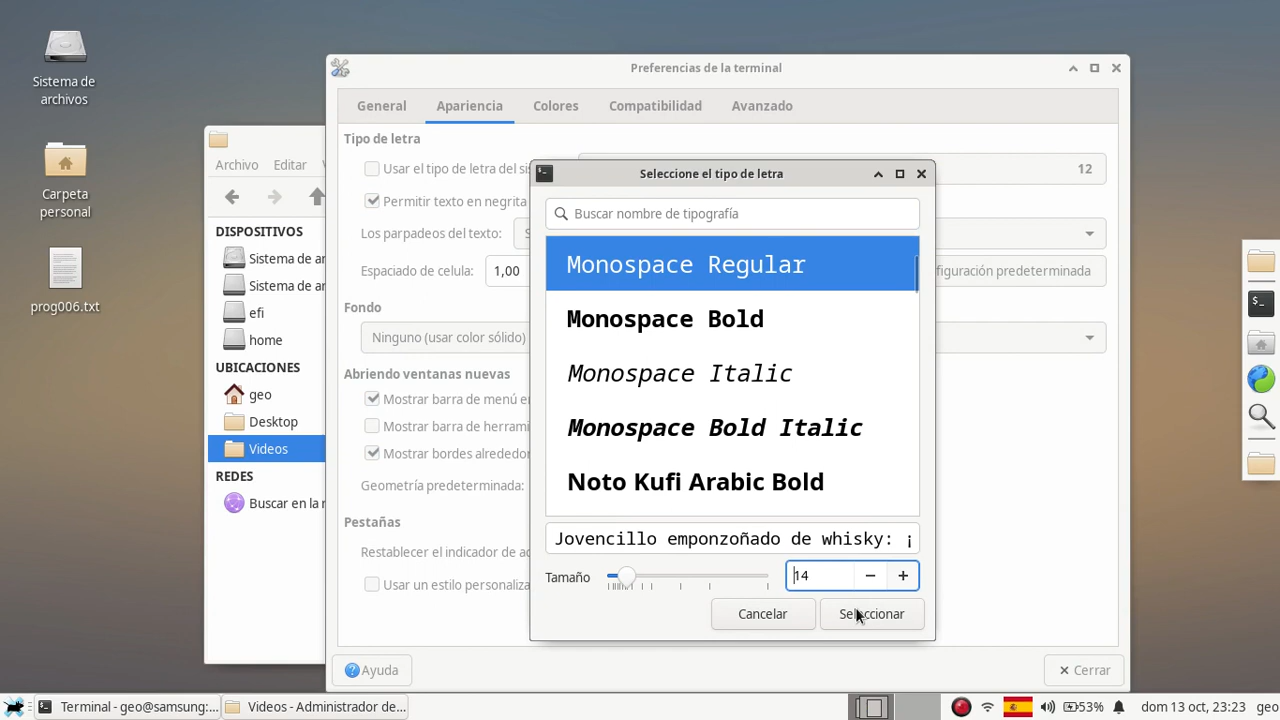 Sistema de
archivos
Carpeta
personal
prog006.txt
Archivo Editar
DISPOSITIVOS
Sistema de ar
Sistema de ar
efi
home
UBICACIONES
geo
Desktop
Videos
REDES
Buscar en la r
Preferencias de la terminal
General Apariencia Colores Compatibilidad Avanzado
Tipo de letra
Usar el tipo de letra del sis
12
Permitir texto en negrita
Los parpadeos del texto:
Espaciado de celula: 1,00
figuración predeterminada
Fondo
Ninguno (usar color sólido)
Abriendo ventanas nuevas
Mostrar barra de menú en
Mostrar barra de herrami
Mostrar bordes alrededor
Geometría predeterminada:
Pestañas
Restablecer el indicador de ac
Usar un estilo personaliza
Ayuda
Cerrar
Seleccione el tipo de letra
Buscar nombre de tipografía
Monospace Regular
Monospace Bold
Monospace Italic
Monospace Bold Italic
Noto Kufi Arabic Bold
Jovencillo emponzoñado de whisky: ¡
Tamaño 14
Cancelar Seleccionar
Terminal - geo@samsung:...
Videos - Administrador de...
53%
dom 13 oct, 23:23 geo